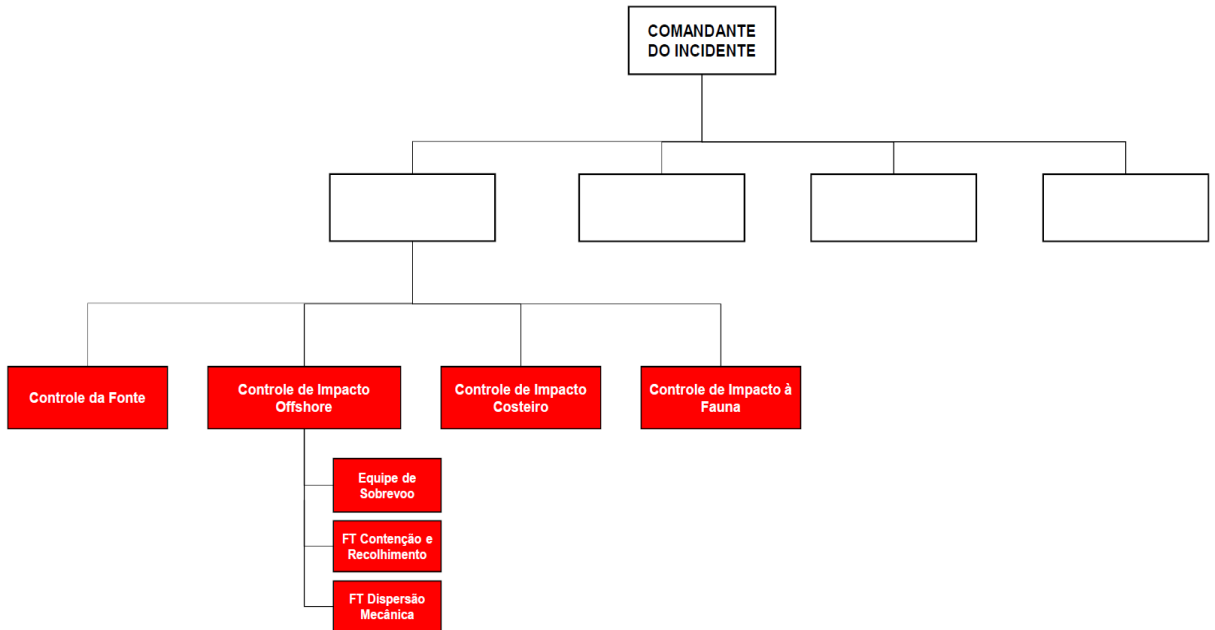 COMANDANTE
DO INCIDENTE
Controle da Fonte
Controle de Impacto
Offshore
Controle de Impacto
Costeiro
Controle de Impacto à
Fauna
Equipe de
Sobrevoo
FT Contenção e
Recolhimento
FT Dispersão
Mecânica